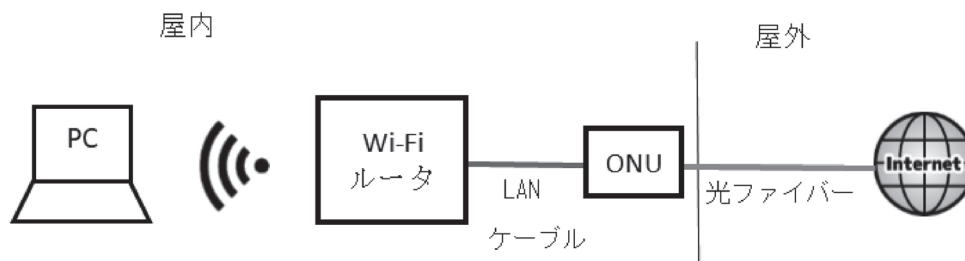 屋内
屋外
PC
Wi-Fi
ルータ
ONU
Internet
LAN
ケーブル
光ファイバー